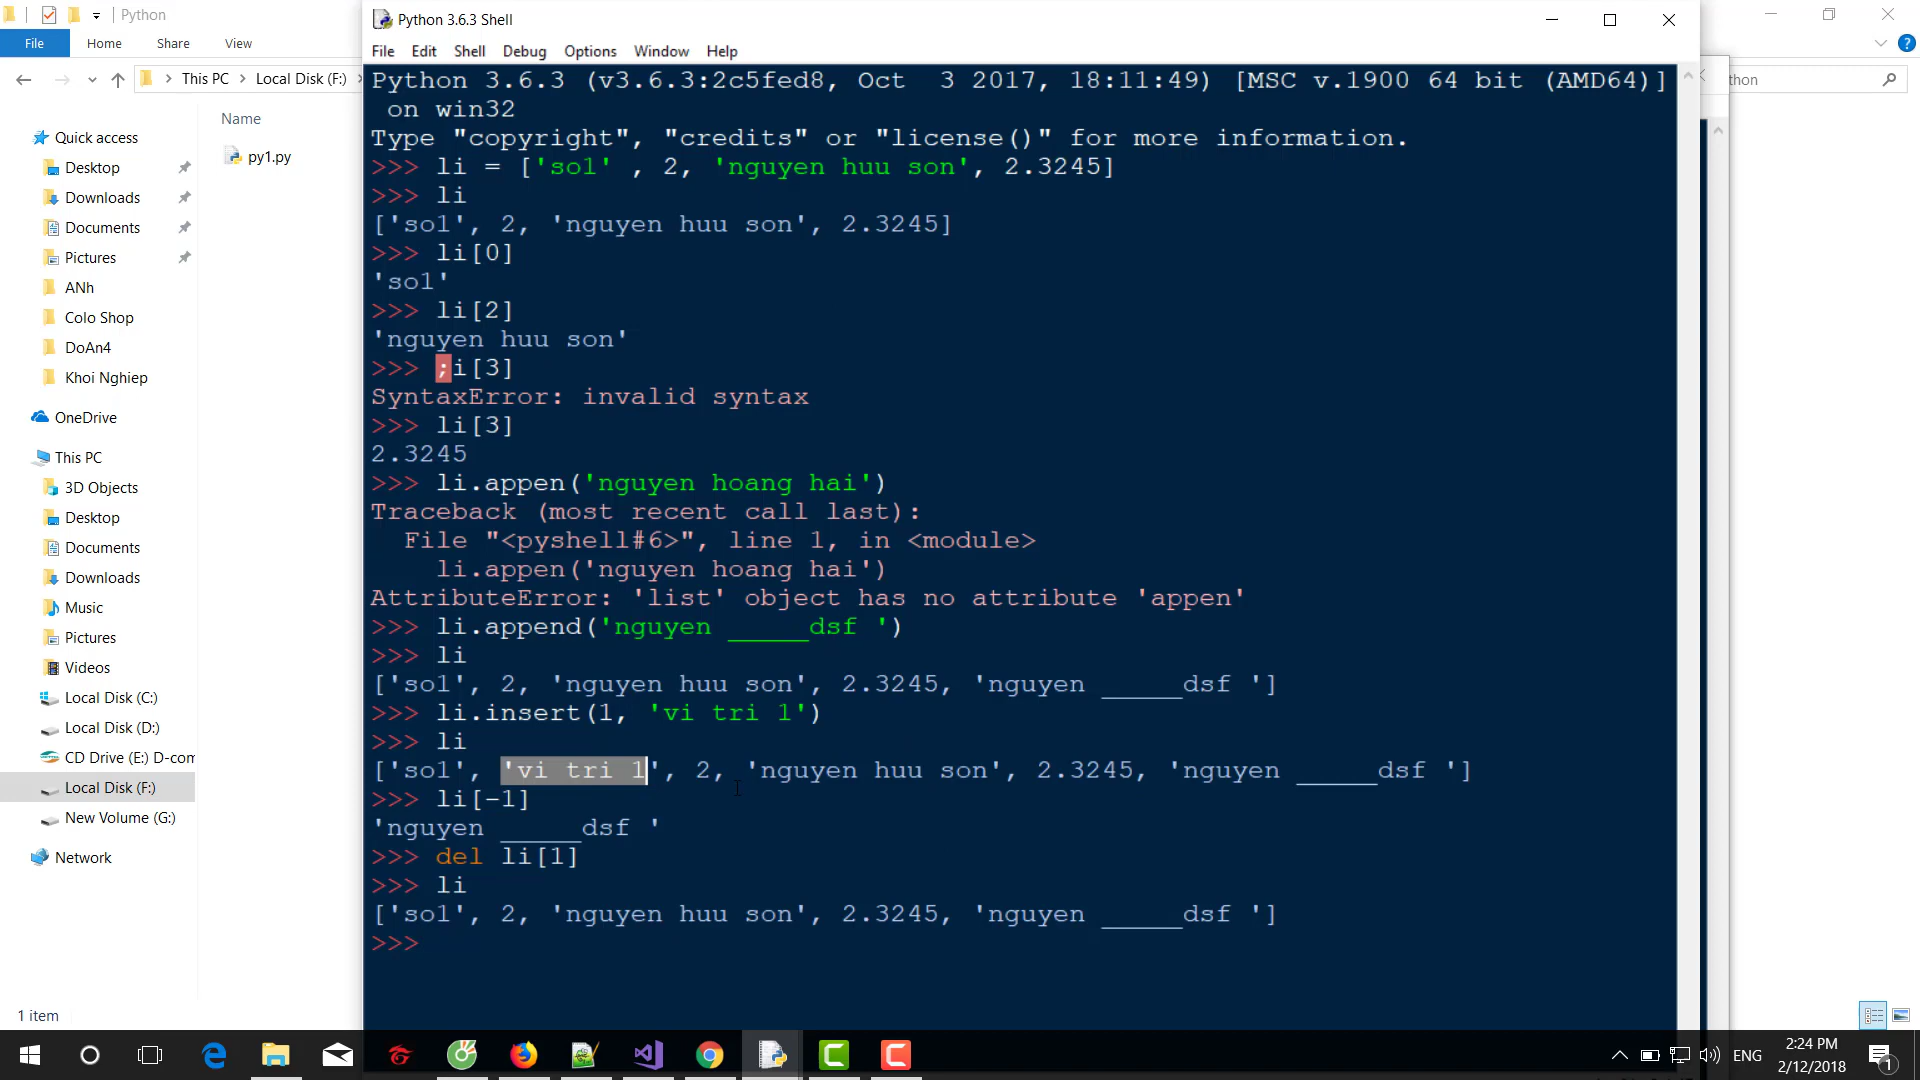 Python
File
Home
Share
View
This PC
Local Disk (F:)
Quick access
Desktop
Downloads
Documents
Pictures
ANh
Colo Shop
DoAn4
Khoi Nghiep
OneDrive
This PC
3D Objects
Desktop
Documents
Downloads
Music
Pictures
Videos
Local Disk (C:)
Local Disk (D:)
CD Drive (E:) D-com
Local Disk (F:)
New Volume (G:)
Network
1 item
Name
py1.py
Python 3.6.3 Shell
File Edit Shell Debug Options Window Help
Python 3.6.3 (v3.6.3:2c5fed8, Oct  3 2017, 18:11:49) [MSC v.1900 64 bit (AMD64)]
 on win32
Type "copyright", "credits" or "license()" for more information.
>>> li = ['so1' , 2, 'nguyen huu son', 2.3245]
>>> li
['so1', 2, 'nguyen huu son', 2.3245]
>>> li[0]
'so1'
>>> li[2]
'nguyen huu son'
>>> ;i[3]
SyntaxError: invalid syntax
>>> li[3]
2.3245
>>> li.appen('nguyen hoang hai')
Traceback (most recent call last):
  File "<pyshell#6>", line 1, in <module>
    li.appen('nguyen hoang hai')
AttributeError: 'list' object has no attribute 'appen'
>>> li.append('nguyen _____dsf ')
>>> li
['so1', 2, 'nguyen huu son', 2.3245, 'nguyen _____dsf ']
>>> li.insert(1, 'vi tri 1')
>>> li
['so1', 'vi tri 1', 2, 'nguyen huu son', 2.3245, 'nguyen _____dsf ']
>>> li[-1]
'nguyen _____dsf '
>>> del li[1]
>>> li
['so1', 2, 'nguyen huu son', 2.3245, 'nguyen _____dsf ']
>>>
thon
ENG
2:24 PM
2/12/2018
1